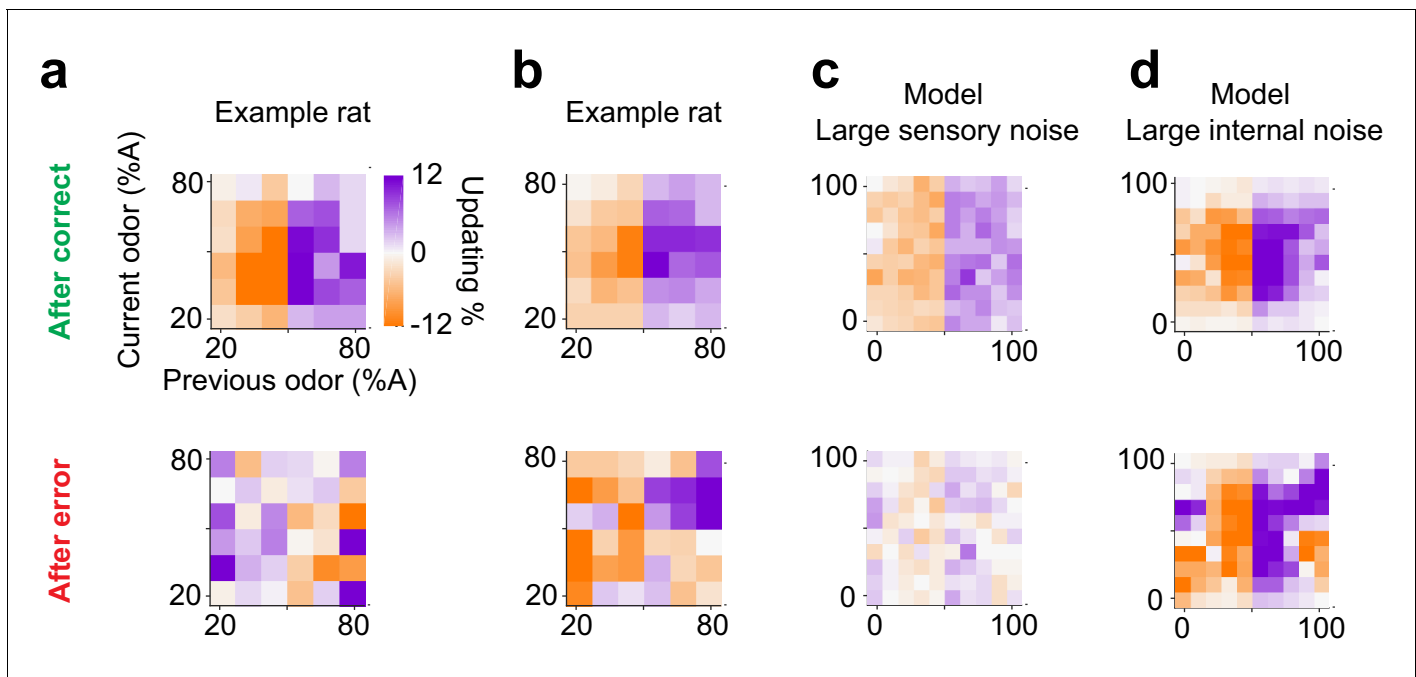 a
b
c
d
Example rat
Example rat
Model
Large sensory noise
Model
Large internal noise
After correct
Current odor (%A)
80
20
20
80
Previous odor (%A)
12
0
-12
Updating %
80
20
20
80
100
0
0
100
100
0
0
100
After error
80
20
20
80
80
20
20
80
100
0
0
100
100
0
0
100